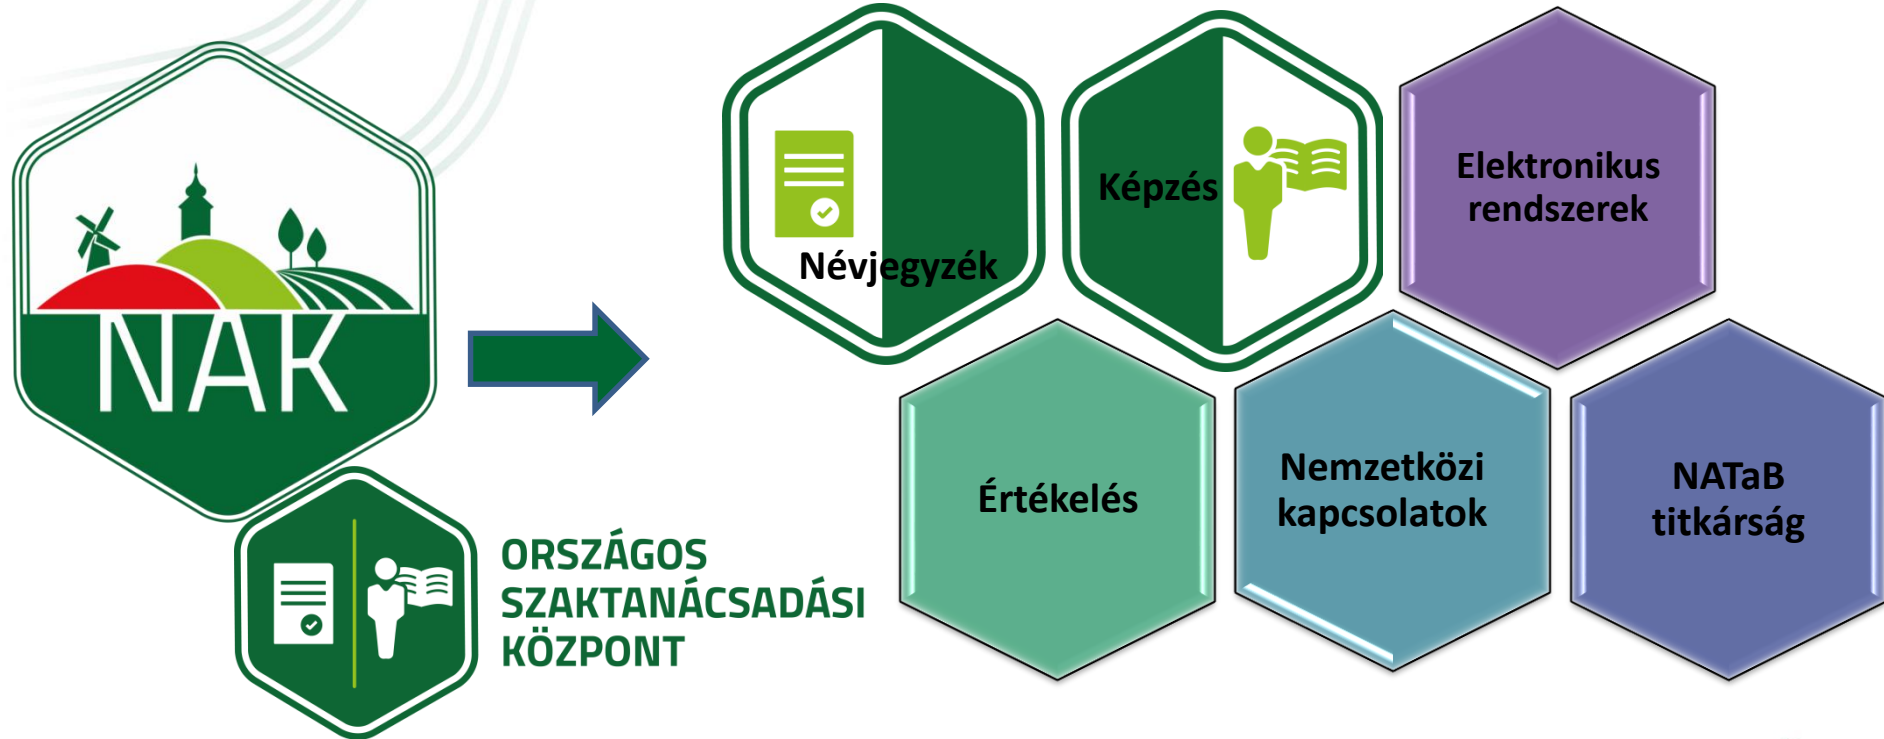 NAK
ORSZÁGOS
SZAKTANÁCSADÁSI
KÖZPONT
Névjegyzék
Képzés
Elektronikus
rendszerek
Értékelés
Nemzetközi
kapcsolatok
NATaB
titkárság